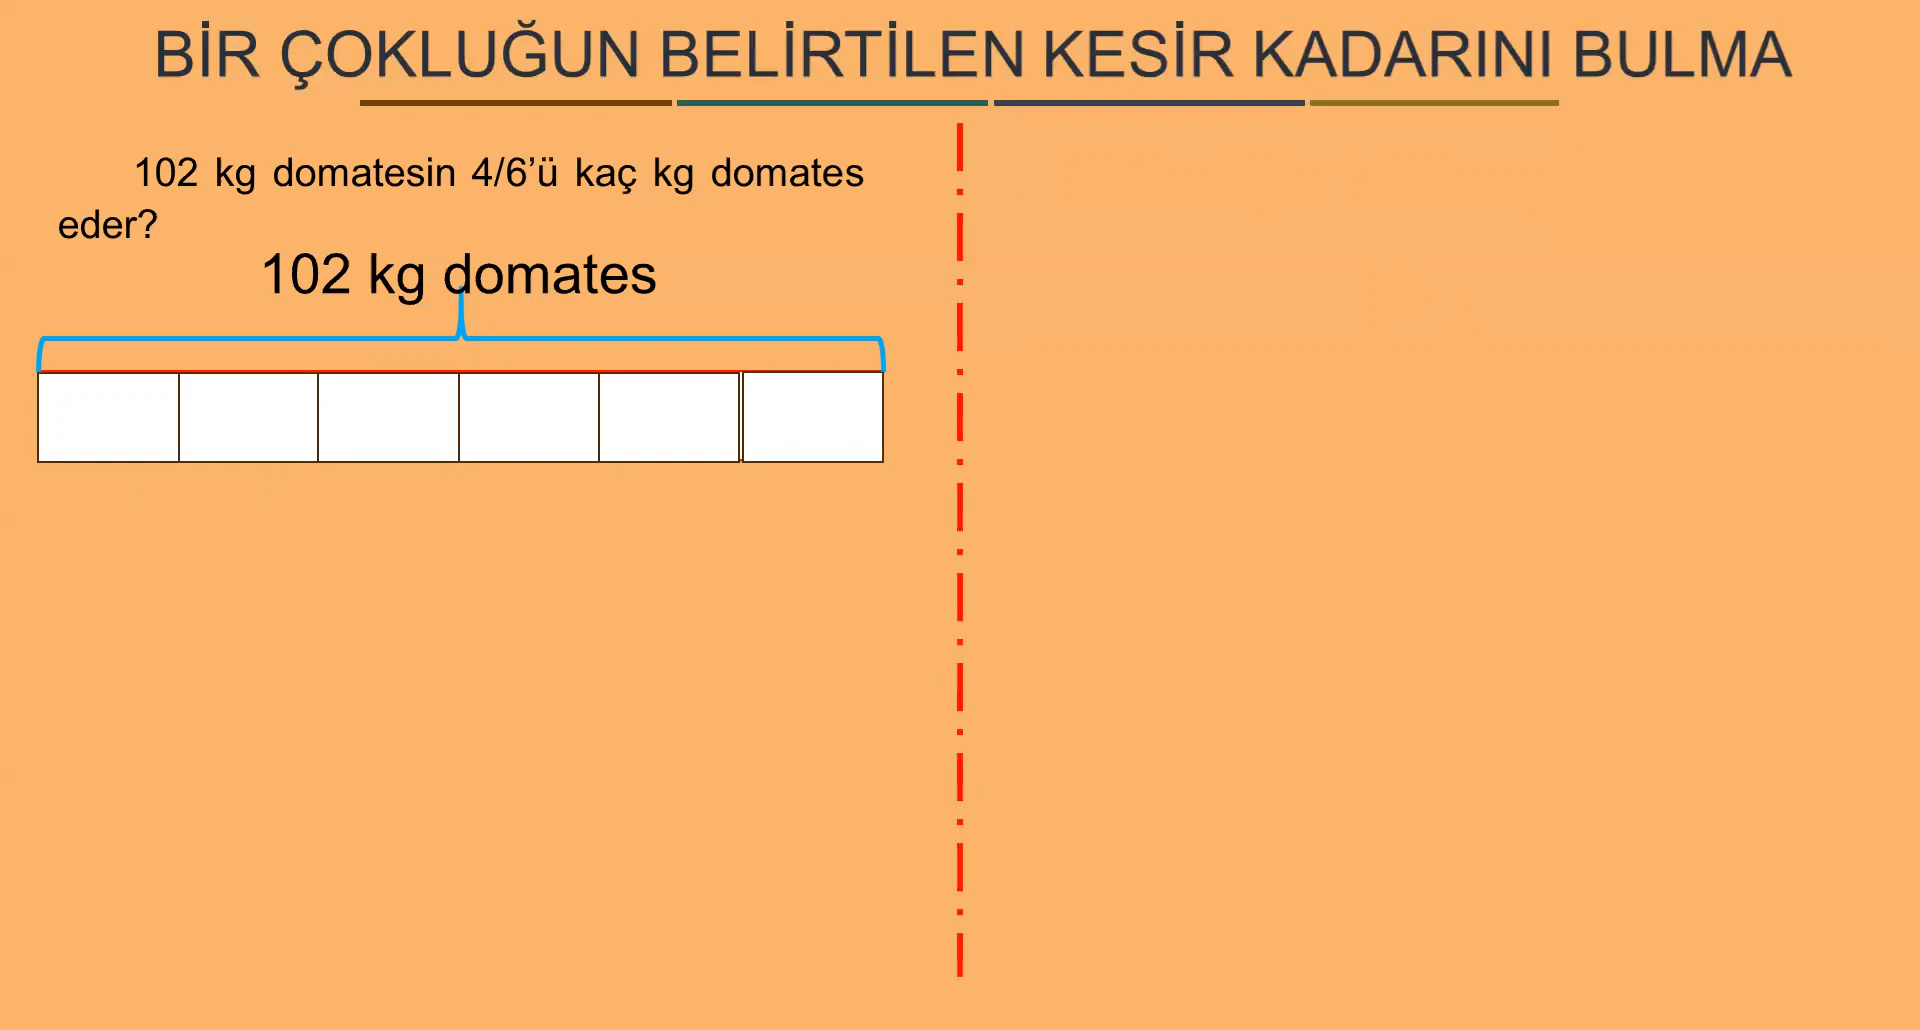 BİR ÇOKLUĞUN BELİRTİLEN KESİR KADARINI BULMA
102 kg domatesin 4/6’ü kaç kg domates
eder?
102 kg domates